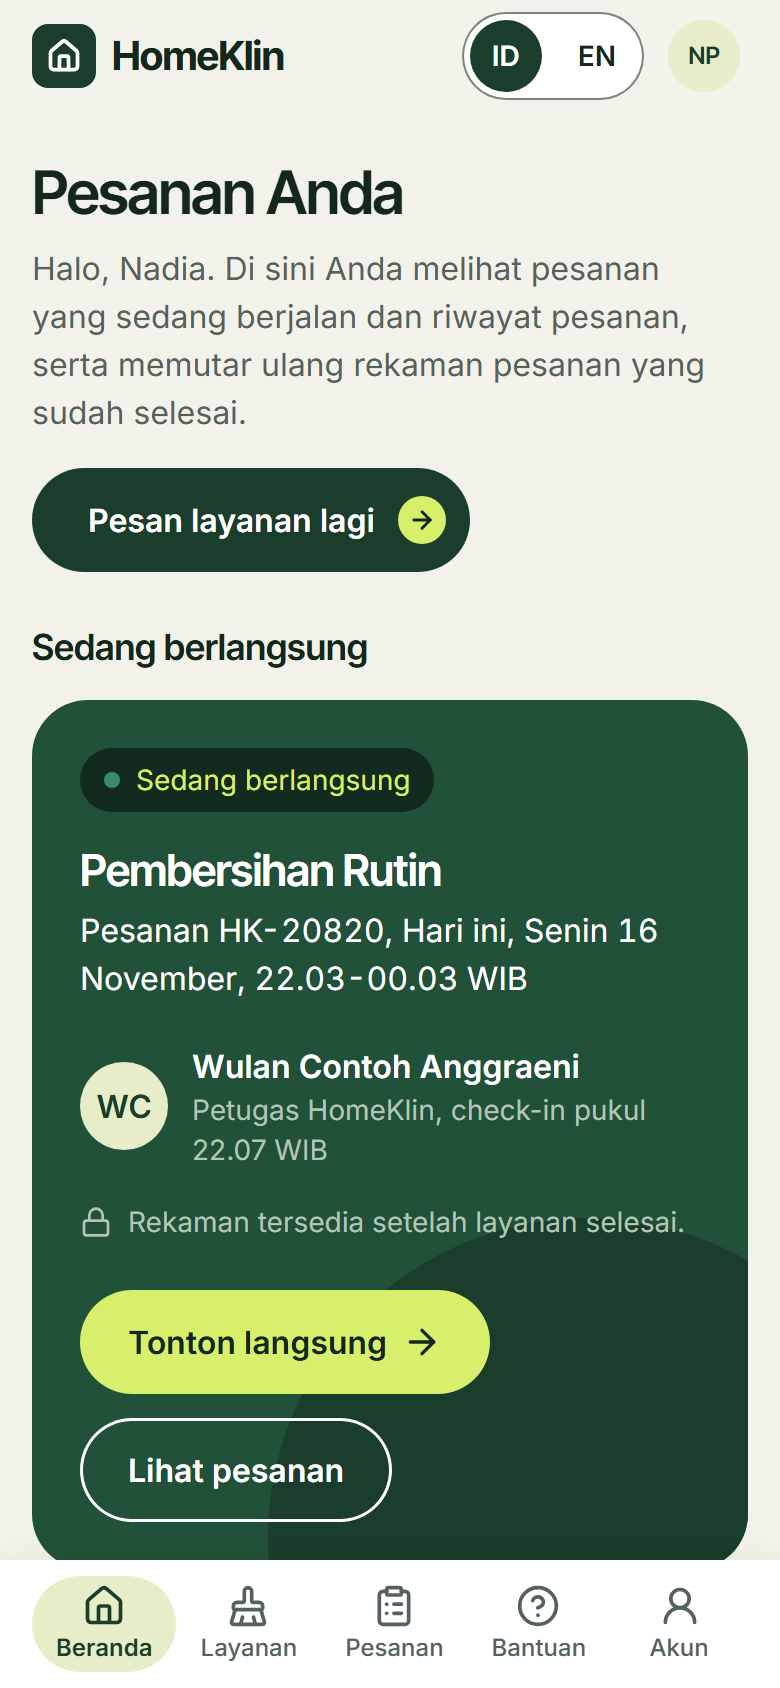 HomeKlin
ID
EN
NP
Pesanan Anda
Halo, Nadia. Di sini Anda melihat pesanan
yang sedang berjalan dan riwayat pesanan,
serta memutar ulang rekaman pesanan yang
sudah selesai.
Pesan layanan lagi
Sedang berlangsung
Sedang berlangsung
Pembersihan Rutin
Pesanan HK-20820, Hari ini, Senin 16
November, 22.03-00.03 WIB
WC
Wulan Contoh Anggraeni
Petugas HomeKlin, check-in pukul
22.07 WIB
Rekaman tersedia setelah layanan selesai.
Tonton langsung
Lihat pesanan
Beranda
Layanan
Pesanan
Bantuan
Akun